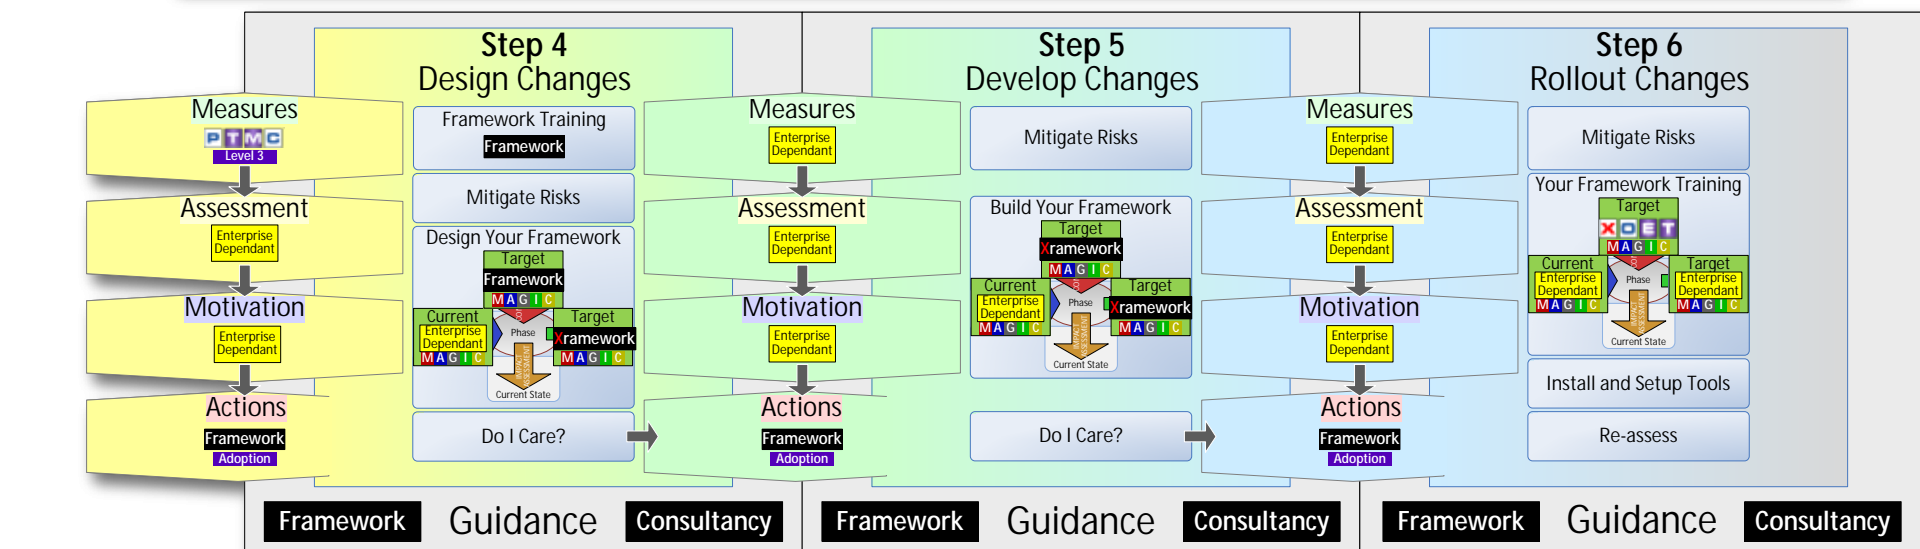 Step 4
Design Changes
Measures
P T M C
Level 3
Assessment
Enterprise
Dependant
Motivation
Enterprise
Dependant
Actions
Framework
Adoption
Framework Training
Framework
Mitigate Risks
Design Your Framework
Target
Framework
M A G I C
Current
Enterprise
Dependant
M A G I C
Phase
Target
Xramework
M A G I C
IMPACT
ASSESSMENT
Current State
Do I Care?
Framework
Guidance
Consultancy
Step 5
Develop Changes
Measures
Enterprise
Dependant
Assessment
Enterprise
Dependant
Motivation
Enterprise
Dependant
Actions
Framework
Adoption
Mitigate Risks
Build Your Framework
Target
Xramework
M A G I C
Current
Enterprise
Dependant
M A G I C
Phase
Target
Xramework
M A G I C
IMPACT
ASSESSMENT
Current State
Do I Care?
Framework
Guidance
Consultancy
Step 6
Rollout Changes
Measures
Enterprise
Dependant
Assessment
Enterprise
Dependant
Motivation
Enterprise
Dependant
Actions
Framework
Adoption
Mitigate Risks
Your Framework Training
Target
X D E T
M A G I C
Current
Enterprise
Dependant
M A G I C
Phase
Target
Enterprise
Dependant
M A G I C
IMPACT
ASSESSMENT
Current State
Install and Setup Tools
Re-assess
Framework
Guidance
Consultancy